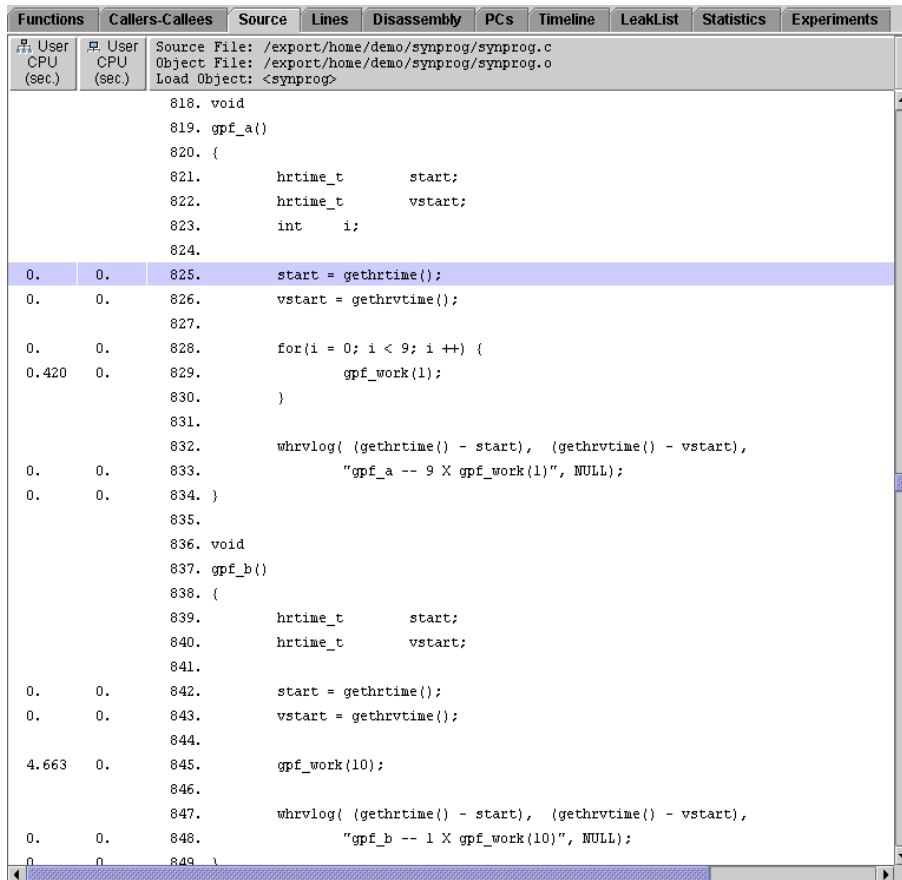 Functions Callers-Callees Source Lines Disassembly PCs Timeline LeakList Statistics Experiments
User CPU (sec.) User CPU (sec.)
Source File: /export/home/demo/synprog/synprog.c
Object File: /export/home/demo/synprog/synprog.o
Load Object: <synprog>
818. void
819. gpf_a()
820. {
821. hrtime_t start;
822. hrtime_t vstart;
823. int i;
824.
0. 0. 825. start = gethrtime();
0. 0. 826. vstart = gethrvtime();
827.
0. 0. 828. for(i = 0; i < 9; i ++) {
0.420 0. 829. gpf_work(1);
830. }
831.
832. whrvlog( (gethrtime() - start), (gethrvtime() - vstart),
0. 0. 833. "gpf_a -- 9 X gpf_work(1)", NULL);
0. 0. 834. }
835.
836. void
837. gpf_b()
838. {
839. hrtime_t start;
840. hrtime_t vstart;
841.
0. 0. 842. start = gethrtime();
0. 0. 843. vstart = gethrvtime();
844.
4.663 0. 845. gpf_work(10);
846.
847. whrvlog( (gethrtime() - start), (gethrvtime() - vstart),
0. 0. 848. "gpf_b -- 1 X gpf_work(10)", NULL);
0. 0. 849. }